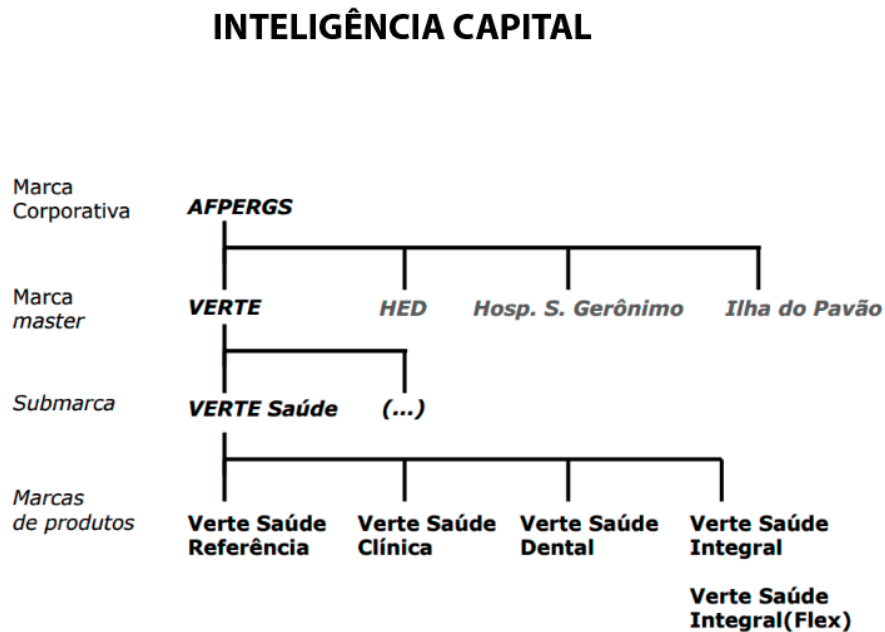 INTELIGÊNCIA CAPITAL
Marca
Corporativa
AFPERGS
Marca
master
VERTE
HED
Hosp. S. Gerônimo
Ilha do Pavão
Submarca
VERTE Saúde
(...)
Marcas
de produtos
Verte Saúde
Referência
Verte Saúde
Clínica
Verte Saúde
Dental
Verte Saúde
Integral
Verte Saúde
Integral(Flex)